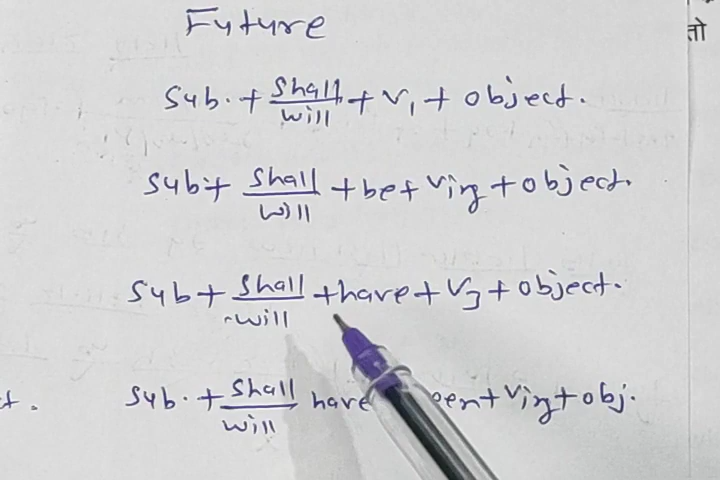 Future
तो
Sub. + Shall/will + V1 + object.
Sub + Shall/will + be + Ving + object.
Sub + Shall/will + have + V3 + object.
Sub. + Shall/will have + Ving + obj.